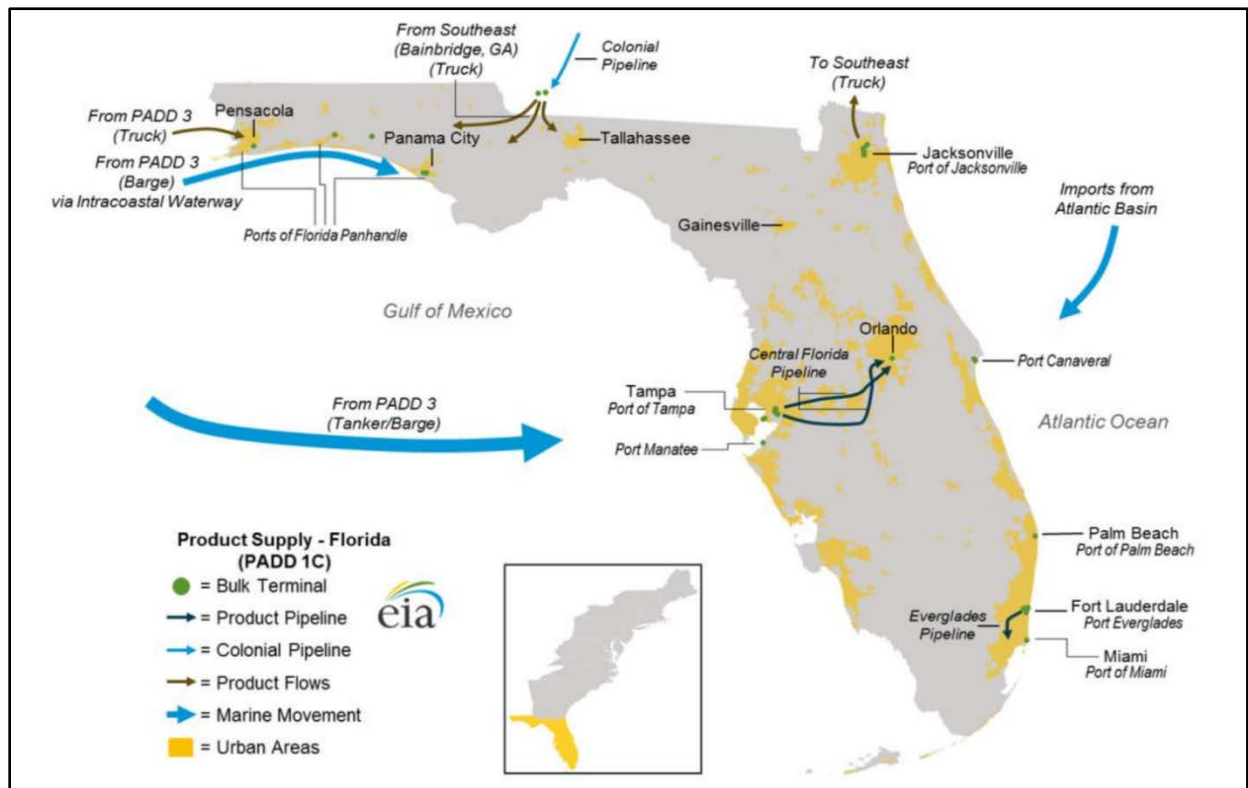 From Southeast
(Bainbridge, GA)
(Truck)
Colonial
Pipeline
To Southeast
(Truck)
From PADD 3
(Truck)
Pensacola
Panama City
Tallahassee
Jacksonville
Port of Jacksonville
From PADD 3
(Barge)
via Intracoastal Waterway
Ports of Florida Panhandle
Imports from
Atlantic Basin
Gainesville
Gulf of Mexico
Orlando
Central Florida
Pipeline
Port Canaveral
Tampa
Port of Tampa
From PADD 3
(Tanker/Barge)
Atlantic Ocean
Port Manatee
Product Supply - Florida
(PADD 1C)
= Bulk Terminal
= Product Pipeline
= Colonial Pipeline
= Product Flows
= Marine Movement
= Urban Areas
eia
Palm Beach
Port of Palm Beach
Everglades
Pipeline
Fort Lauderdale
Port Everglades
Miami
Port of Miami